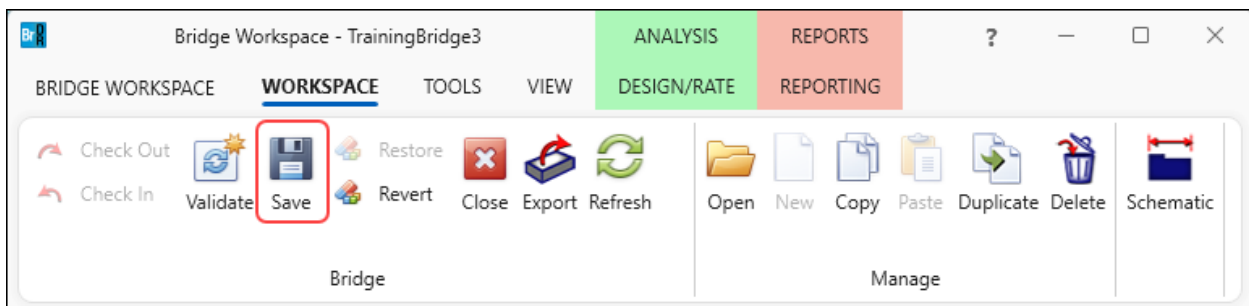 BrDR Bridge Workspace - TrainingBridge3 ANALYSIS REPORTS ?
BRIDGE WORKSPACE WORKSPACE TOOLS VIEW DESIGN/RATE REPORTING
Check Out
Check In
Validate Save
Restore
Revert
Close Export Refresh
Bridge
Open New Copy Paste Duplicate Delete
Manage
Schematic